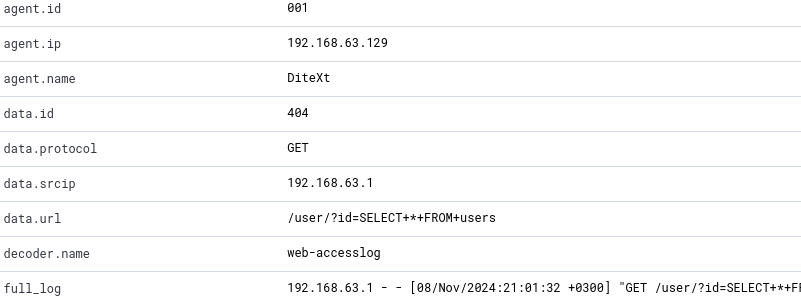 agent.id 001
agent.ip 192.168.63.129
agent.name DiteXt
data.id 404
data.protocol GET
data.srcip 192.168.63.1
data.url /user/?id=SELECT+*+FROM+users
decoder.name web-accesslog
full_log 192.168.63.1 - - [08/Nov/2024:21:01:32 +0300] "GET /user/?id=SELECT+*+FR